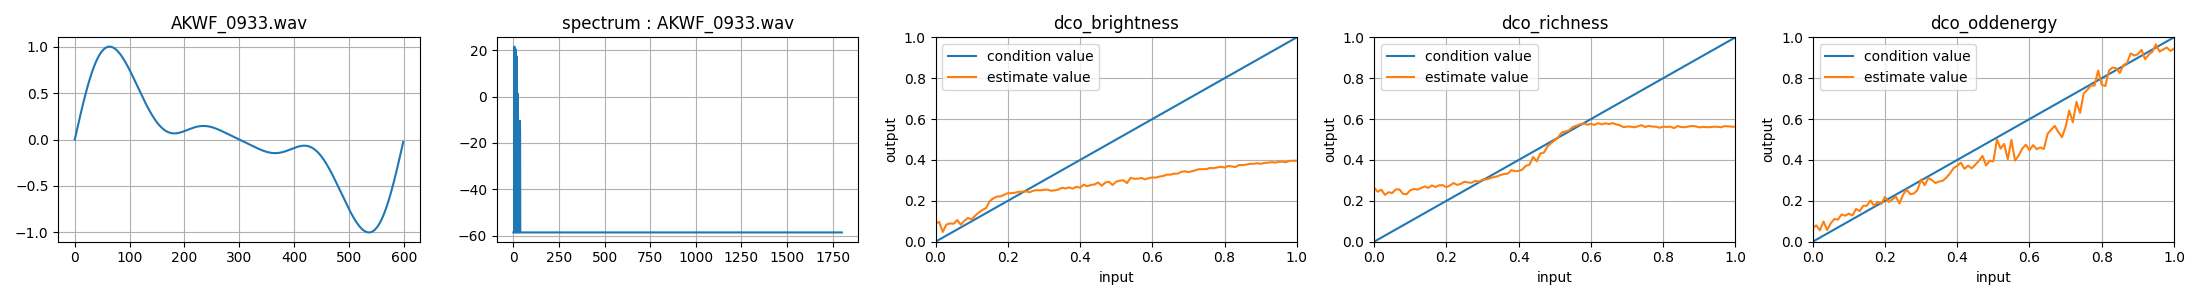 AKWF_0933.wav
1.0
0.5
0.0
−0.5
−1.0
0 100 200 300 400 500 600
spectrum : AKWF_0933.wav
20
0
−20
−40
−60
0 250 500 750 1000 1250 1500 1750
dco_brightness
condition value
estimate value
output
1.0
0.8
0.6
0.4
0.2
0.0
0.0 0.2 0.4 0.6 0.8 1.0
input
dco_richness
condition value
estimate value
output
1.0
0.8
0.6
0.4
0.2
0.0
0.0 0.2 0.4 0.6 0.8 1.0
input
dco_oddenergy
condition value
estimate value
output
1.0
0.8
0.6
0.4
0.2
0.0
0.0 0.2 0.4 0.6 0.8 1.0
input